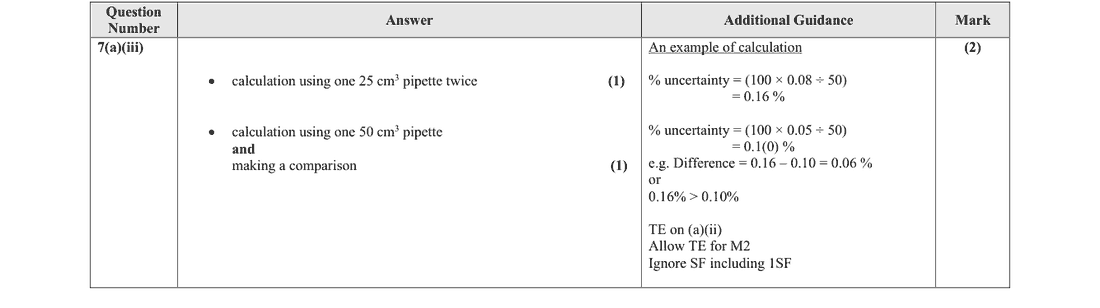 Question Number Answer Additional Guidance Mark
7(a)(iii) An example of calculation (2)
• calculation using one 25 cm³ pipette twice (1) % uncertainty = (100 × 0.08 ÷ 50)
= 0.16 %
• calculation using one 50 cm³ pipette % uncertainty = (100 × 0.05 ÷ 50)
and = 0.1(0) %
making a comparison (1) e.g. Difference = 0.16 – 0.10 = 0.06 %
or
0.16% > 0.10%
TE on (a)(ii)
Allow TE for M2
Ignore SF including 1SF